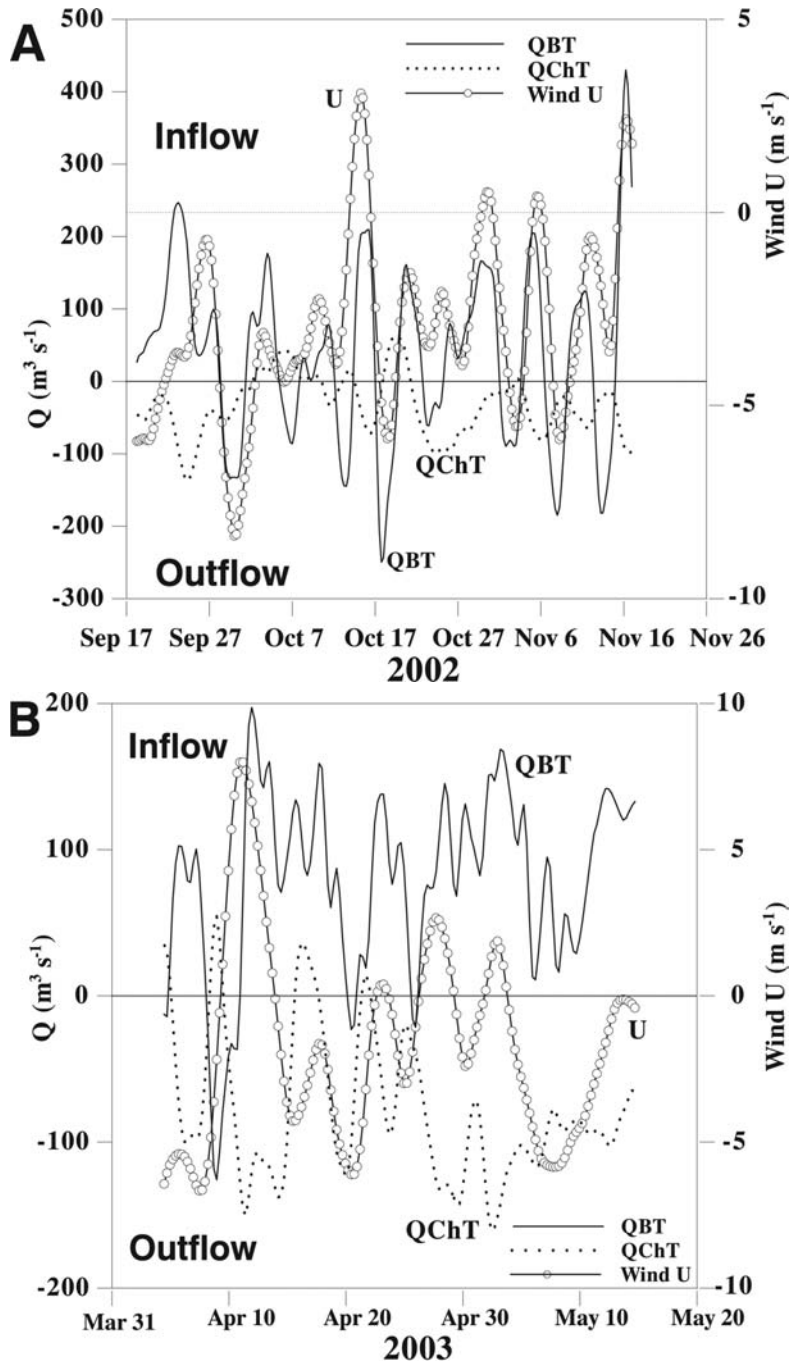 A
500
400
300
200
100
0
-100
-200
-300
Q (m³ s⁻¹)
5
0
-5
-10
Wind U (m s⁻¹)
QBT
QChT
Wind U
U
Inflow
QChT
QBT
Outflow
Sep 17 Sep 27 Oct 7 Oct 17 Oct 27 Nov 6 Nov 16 Nov 26
2002
B
200
100
0
-100
-200
Q (m³ s⁻¹)
10
5
0
-5
-10
Wind U (m s⁻¹)
Inflow
QBT
U
QChT
Outflow
QBT
QChT
Wind U
Mar 31 Apr 10 Apr 20 Apr 30 May 10 May 20
2003